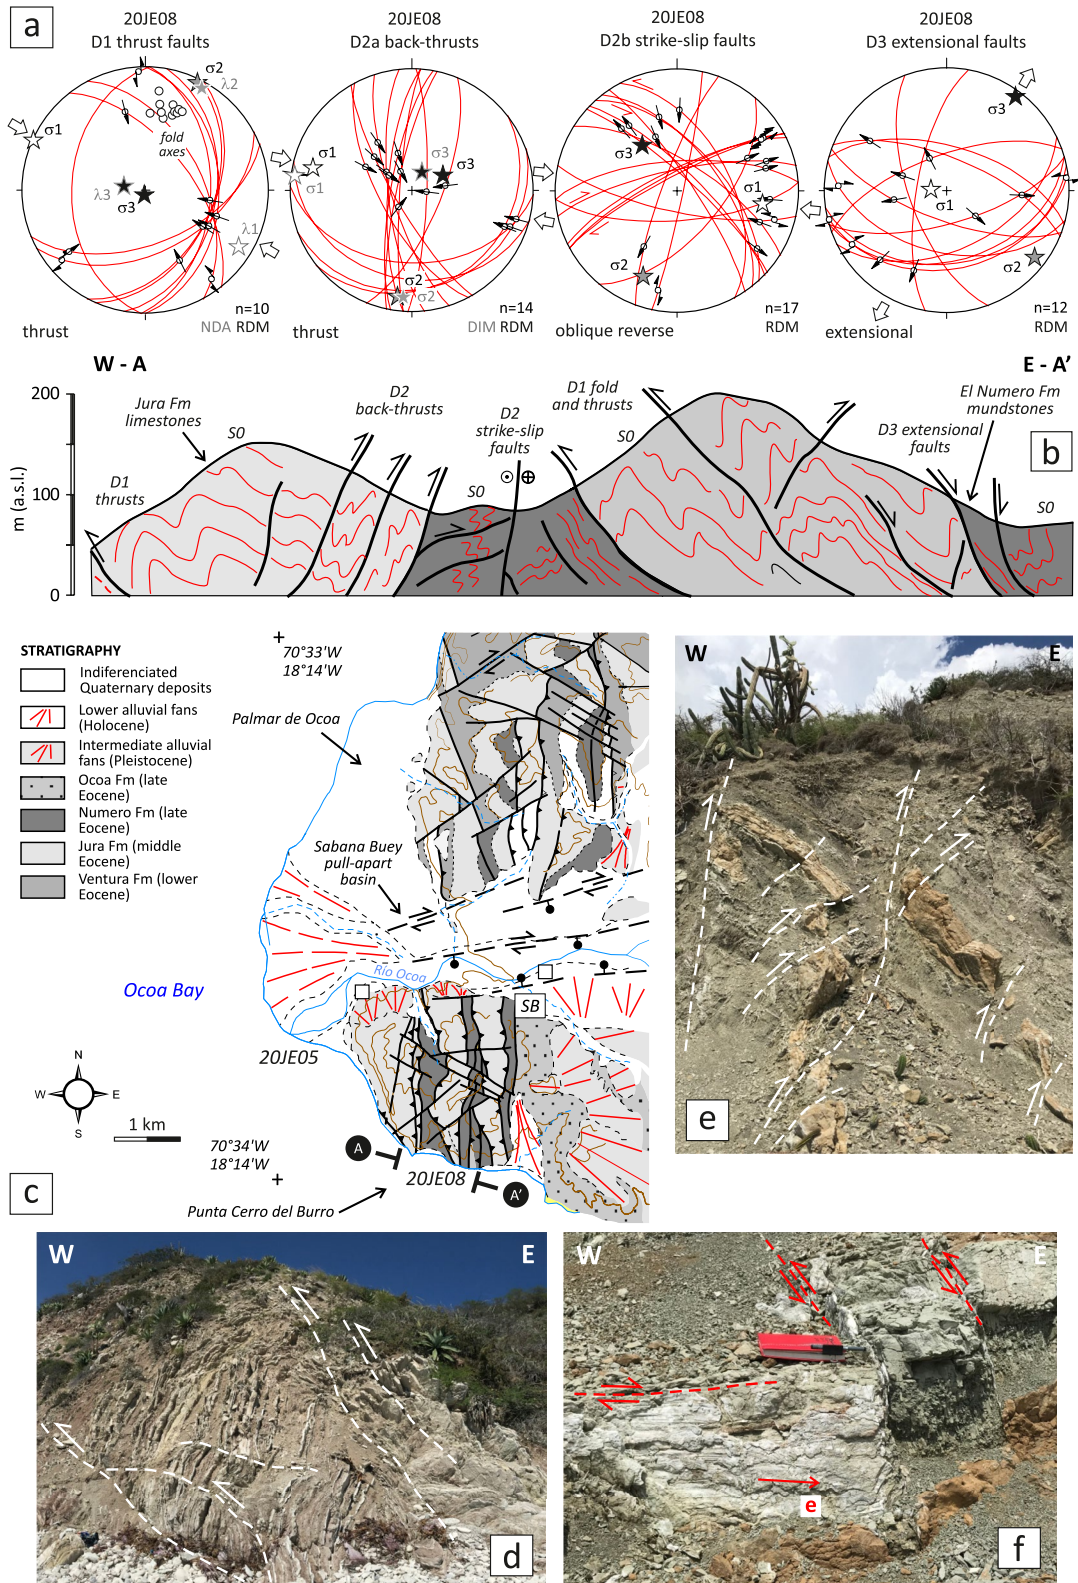 a
20JE08
D1 thrust faults
σ2
λ2
σ1
fold
axes
λ3
σ3
λ1
n=10
NDA RDM
thrust
20JE08
D2a back-thrusts
σ1
σ1
σ3
σ3
σ2
σ2
n=14
DIM RDM
thrust
20JE08
D2b strike-slip faults
σ3
σ1
σ2
n=17
RDM
oblique reverse
20JE08
D3 extensional faults
σ3
σ1
σ2
n=12
RDM
extensional
W - A
E - A'
200
100
0
m (a.s.l.)
D1
thrusts
Jura Fm
limestones
S0
D2
back-thrusts
S0
D2
strike-slip
faults
D1 fold
and thrusts
S0
D3 extensional
faults
El Numero Fm
mundstones
S0
b
STRATIGRAPHY
Indiferenciated
Quaternary deposits
Lower alluvial fans
(Holocene)
Intermediate alluvial
fans (Pleistocene)
Ocoa Fm (late
Eocene)
Numero Fm (late
Eocene)
Jura Fm (middle
Eocene)
Ventura Fm (lower
Eocene)
70°33'W
18°14'W
Palmar de Ocoa
Sabana Buey
pull-apart
basin
Río Ocoa
Ocoa Bay
SB
20JE05
N
W
E
S
1 km
70°34'W
18°14'W
A
20JE08
A'
Punta Cerro del Burro
c
W
E
e
W
E
d
W
E
e
f